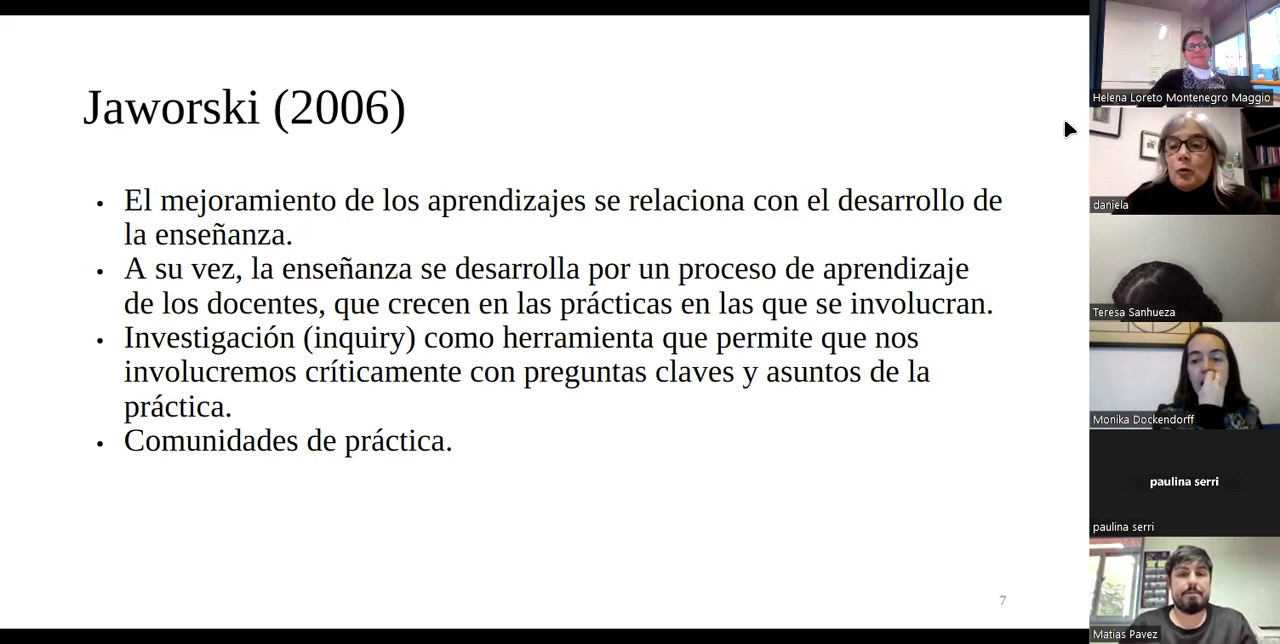 Jaworski (2006)
• El mejoramiento de los aprendizajes se relaciona con el desarrollo de
la enseñanza.
• A su vez, la enseñanza se desarrolla por un proceso de aprendizaje
de los docentes, que crecen en las prácticas en las que se involucran.
• Investigación (inquiry) como herramienta que permite que nos
involucremos críticamente con preguntas claves y asuntos de la
práctica.
• Comunidades de práctica.
7
Helena Loreto Montenegro Maggio
daniela
Teresa Sanhueza
Monika Dockendorff
paulina serri
paulina serri
Matías Pavez